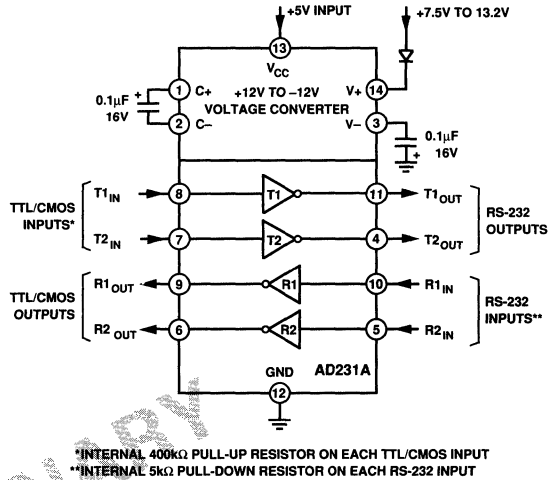 +5V INPUT
+7.5V TO 13.2V
13
VCC
1
C+
+12V TO –12V
VOLTAGE CONVERTER
V+
14
0.1µF
16V
+
2
C–
V–
3
0.1µF
16V
+
TTL/CMOS
INPUTS*
T1IN
8
T1
11
T1OUT
RS-232
OUTPUTS
T2IN
7
T2
4
T2OUT
TTL/CMOS
OUTPUTS
R1OUT
9
R1
10
R1IN
RS-232
INPUTS**
R2OUT
6
R2
5
R2IN
GND
AD231A
12
*INTERNAL 400kΩ PULL-UP RESISTOR ON EACH TTL/CMOS INPUT
**INTERNAL 5kΩ PULL-DOWN RESISTOR ON EACH RS-232 INPUT